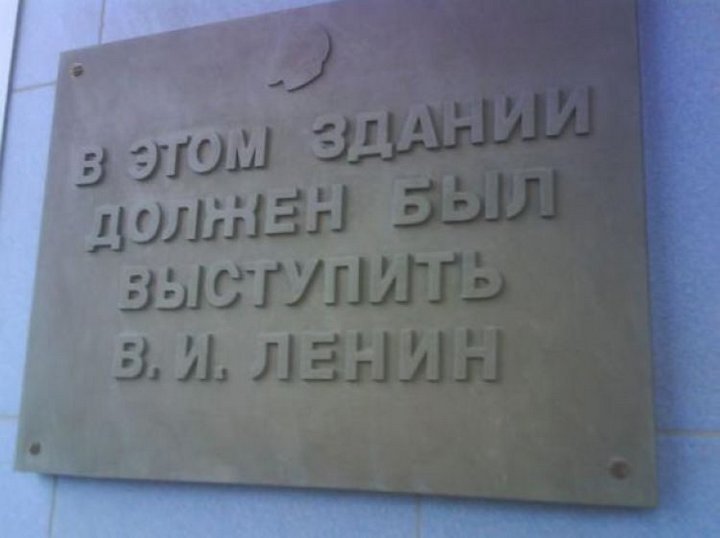 В ЭТОМ ЗДАНИИ
ДОЛЖЕН БЫЛ
ВЫСТУПИТЬ
В. И. ЛЕНИН